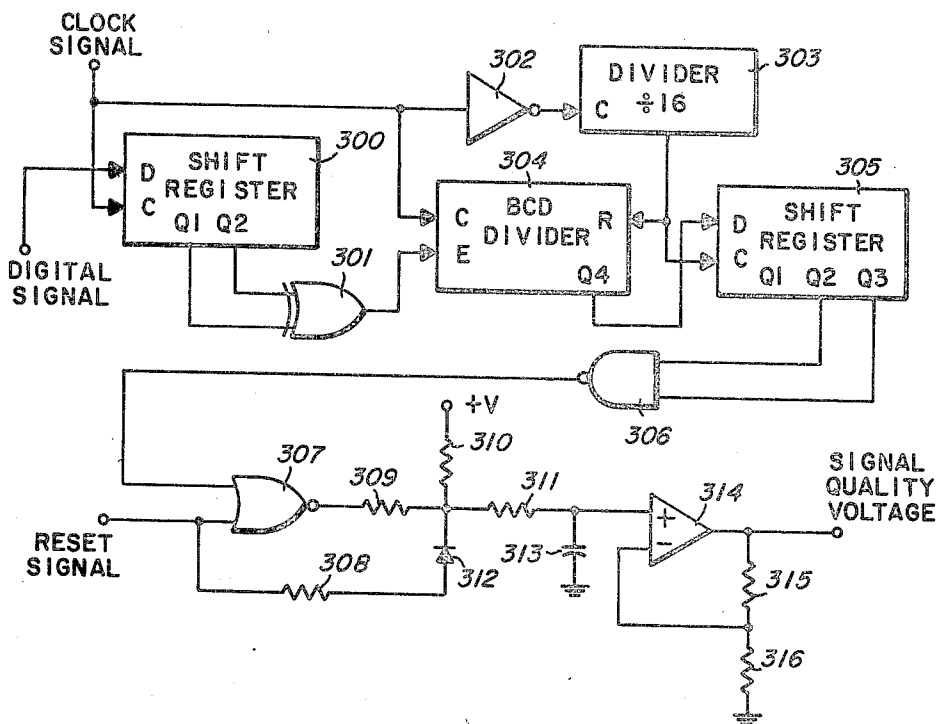 CLOCK
SIGNAL
302
DIVIDER
÷16
C
303
300
SHIFT
REGISTER
D
C
Q1 Q2
304
BCD
DIVIDER
C
E
R
Q4
305
SHIFT
REGISTER
D
C
Q1 Q2 Q3
DIGITAL
SIGNAL
301
306
+V
310
307
309
311
314
SIGNAL
QUALITY
VOLTAGE
RESET
SIGNAL
308
312
313
+
-
315
316